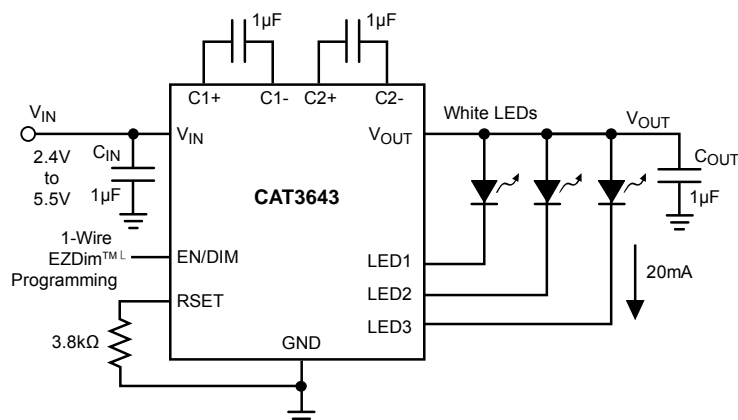 1µF
1µF
C1+
C1-
C2+
C2-
VIN
VIN
2.4V
to
5.5V
CIN
1µF
White LEDs
VOUT
VOUT
COUT
1µF
CAT3643
1-Wire
EZDim™
Programming
EN/DIM
LED1
RSET
LED2
20mA
LED3
3.8kΩ
GND